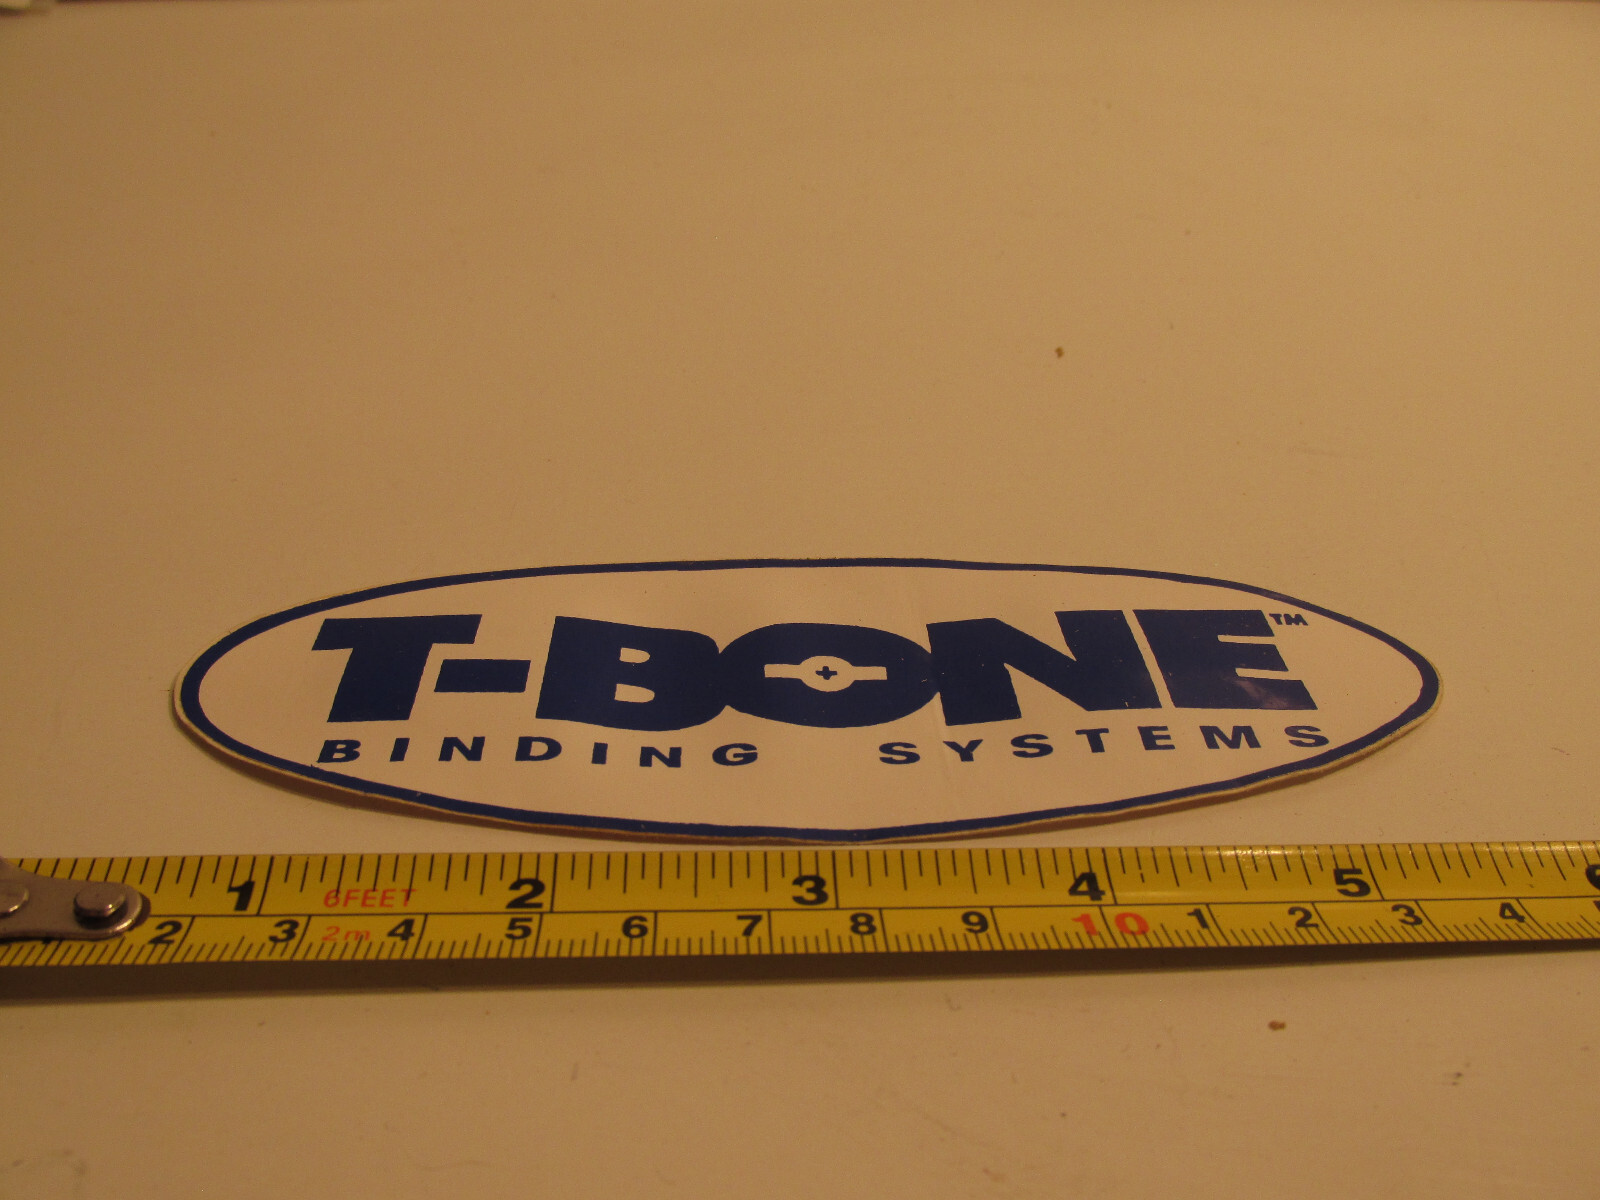 T-BONE™
BINDING SYSTEMS
1 6FEET 2 3 4 5 6
2 3 2m 4 5 6 7 8 9 10 1 2 3 4